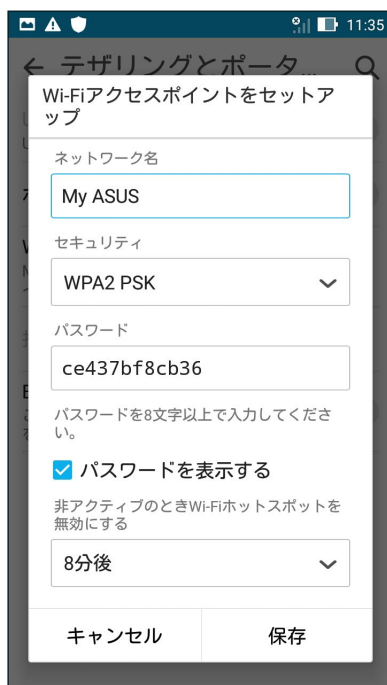 11:35
テザリングとポータ...
Wi-Fiアクセスポイントをセットア
ップ
ネットワーク名
My ASUS
セキュリティ
WPA2 PSK
パスワード
ce437bf8cb36
パスワードを8文字以上で入力してくださ
い。
パスワードを表示する
非アクティブのときWi-Fiホットスポットを
無効にする
8分後
キャンセル
保存